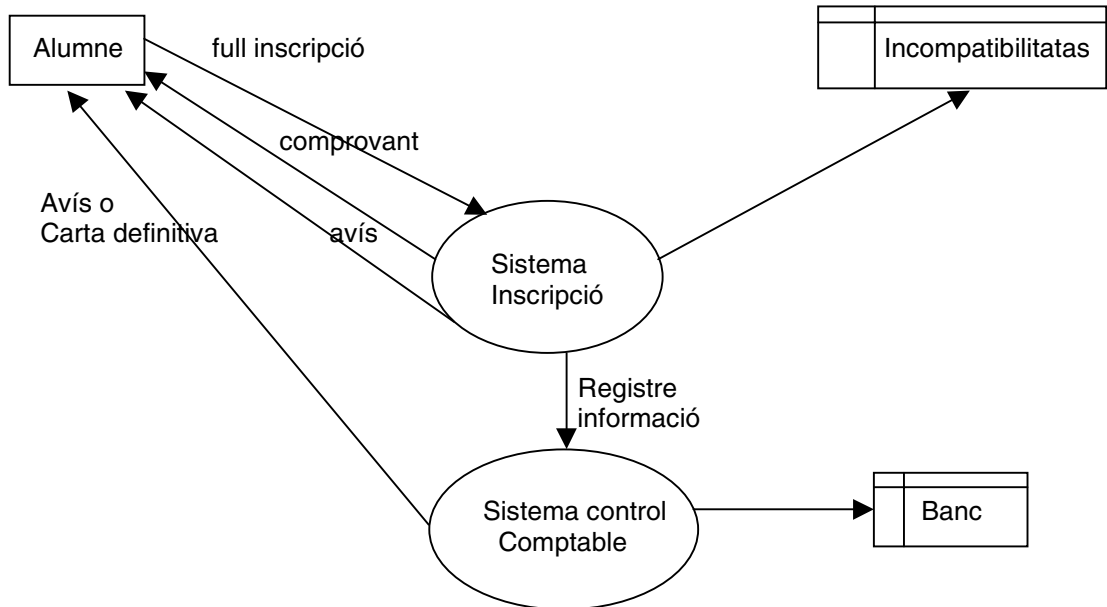 Alumne
full inscripció
Incompatibilitatas
comprovant
Avís o
Carta definitiva
avís
Sistema
Inscripció
Registre
informació
Sistema control
Comptable
Banc